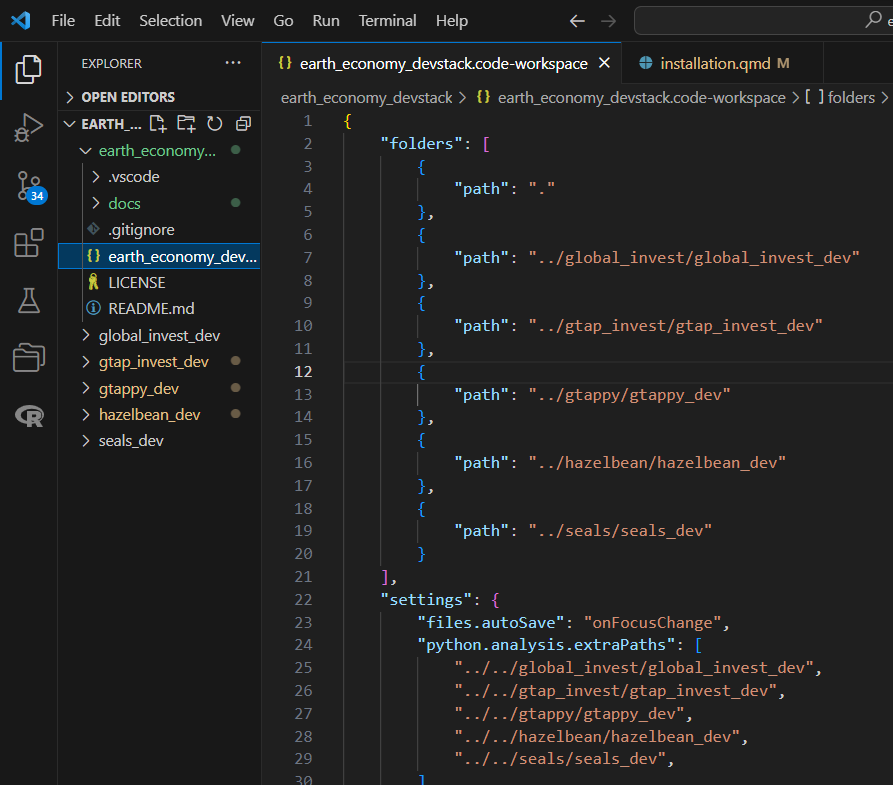 File Edit Selection View Go Run Terminal Help
EXPLORER ...
earth_economy_devstack.code-workspace
installation.qmd M
OPEN EDITORS
EARTH_...
earth_economy_devstack > {} earth_economy_devstack.code-workspace > [ ] folders >
earth_economy...
.vscode
docs
.gitignore
{} earth_economy_dev...
LICENSE
README.md
global_invest_dev
gtap_invest_dev
gtappy_dev
hazelbean_dev
seals_dev
34
R
1 {
2 "folders": [
3 {
4 "path": "."
5 },
6 {
7 "path": "../global_invest/global_invest_dev"
8 },
9 {
10 "path": "../gtap_invest/gtap_invest_dev"
11 },
12 {
13 "path": "../gtappy/gtappy_dev"
14 },
15 {
16 "path": "../hazelbean/hazelbean_dev"
17 },
18 {
19 "path": "../seals/seals_dev"
20 }
21 ],
22 "settings": {
23 "files.autoSave": "onFocusChange",
24 "python.analysis.extraPaths": [
25 "../../global_invest/global_invest_dev",
26 "../../gtap_invest/gtap_invest_dev",
27 "../../gtappy/gtappy_dev",
28 "../../hazelbean/hazelbean_dev",
29 "../../seals/seals_dev",
30 ]